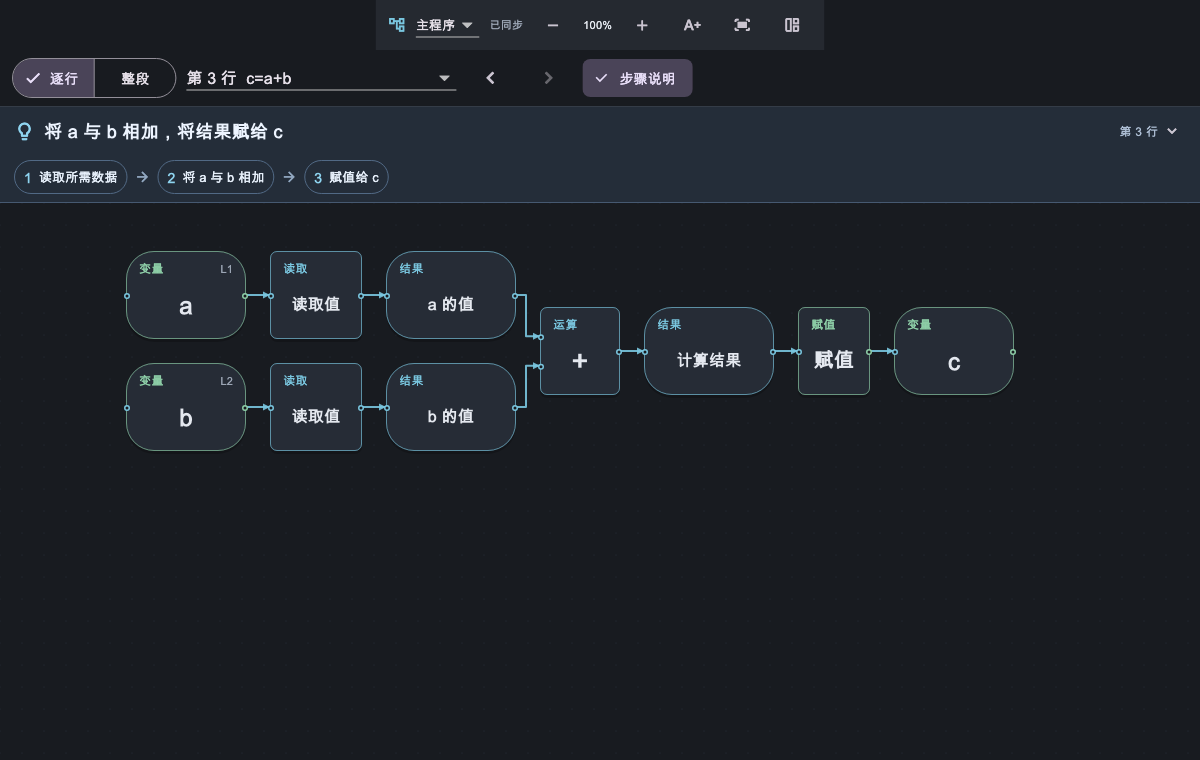 主程序 已同步 − 100% + A+
逐行 整段 第 3 行 c=a+b 步骤说明
将 a 与 b 相加，将结果赋给 c 第 3 行
1 读取所需数据 → 2 将 a 与 b 相加 → 3 赋值给 c
变量 L1
a
读取
读取值
结果
a 的值
变量 L2
b
读取
读取值
结果
b 的值
运算
+
结果
计算结果
赋值
赋值
变量
c